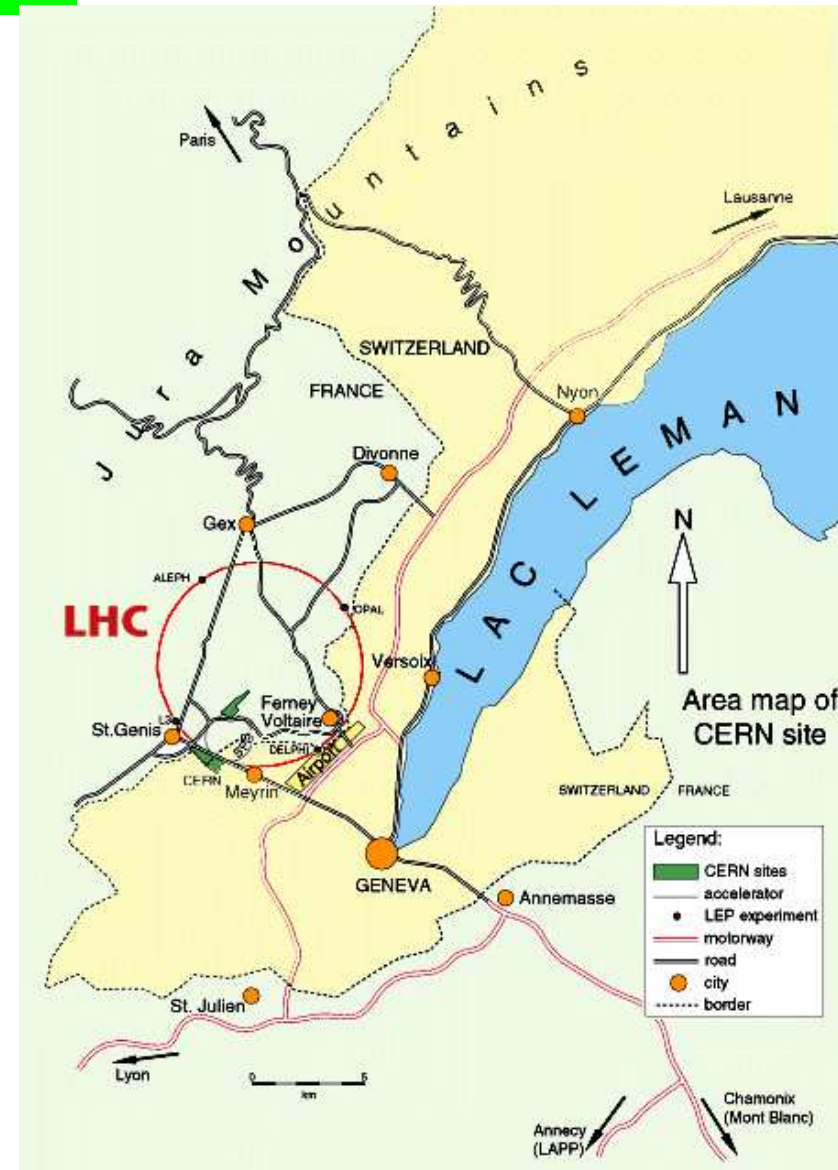 Paris
Jura Mountains
Lausanne
SWITZERLAND
FRANCE
Nyon
Divonne
LAC LEMAN
Gex
N
ALEPH
OPAL
LHC
Versoix
Area map of
CERN site
Ferney
Voltaire
L3
St.Genis
SPS
DELPHI
Airport
CERN
Meyrin
SWITZERLAND
FRANCE
GENEVA
Annemasse
Legend:
CERN sites
accelerator
LEP experiment
motorway
road
city
border
St. Julien
Lyon
0
5
km
Annecy
(LAPP)
Chamonix
(Mont Blanc)